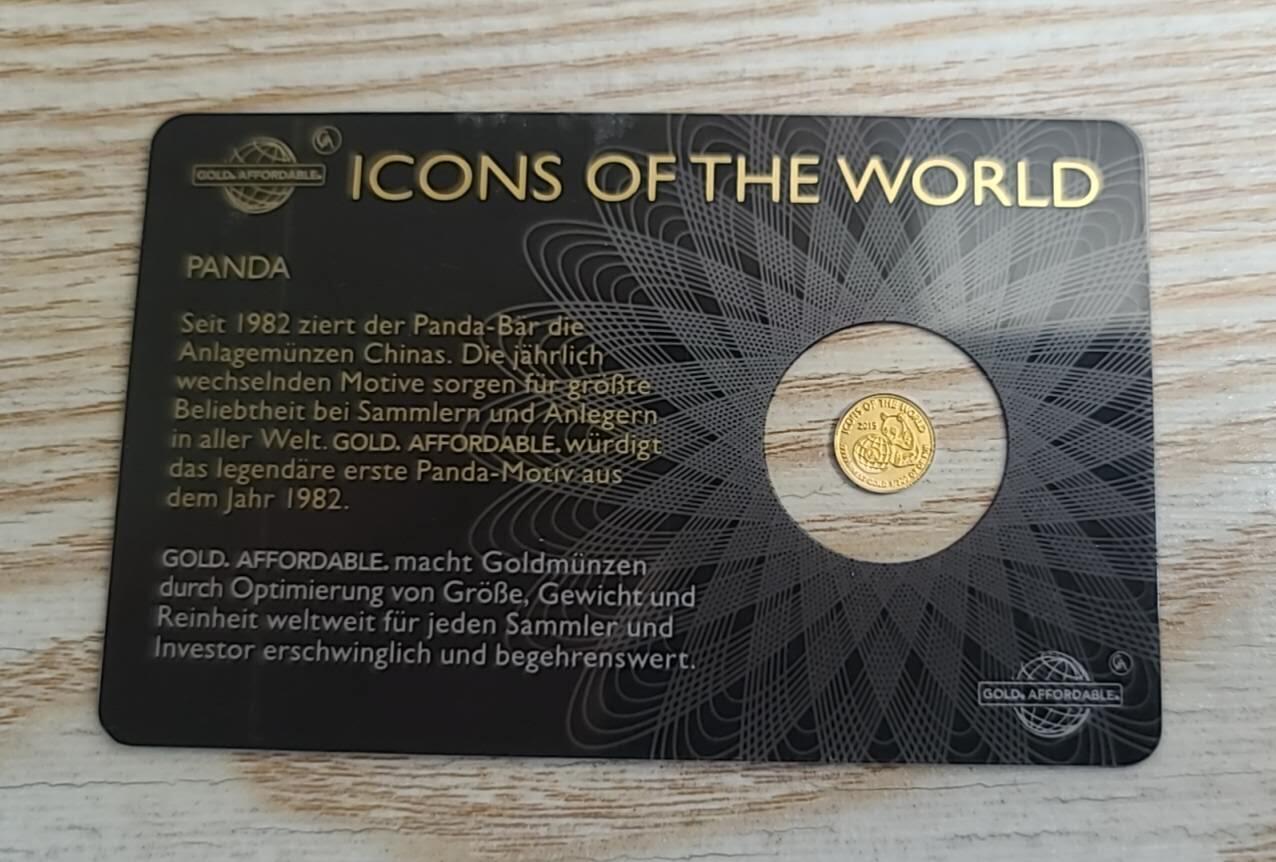 GOLD. AFFORDABLE.
GA
ICONS OF THE WORLD
PANDA
Seit 1982 ziert der Panda-Bär die
Anlagemünzen Chinas. Die jährlich
wechselnden Motive sorgen für größte
Beliebtheit bei Sammlern und Anlegern
in aller Welt. GOLD. AFFORDABLE. würdigt
das legendäre erste Panda-Motiv aus
dem Jahr 1982.
ICONS OF THE WORLD
2015
GOLD. AFFORDABLE. macht Goldmünzen
durch Optimierung von Größe, Gewicht und
Reinheit weltweit für jeden Sammler und
Investor erschwinglich und begehrenswert.
GOLD. AFFORDABLE.
GA